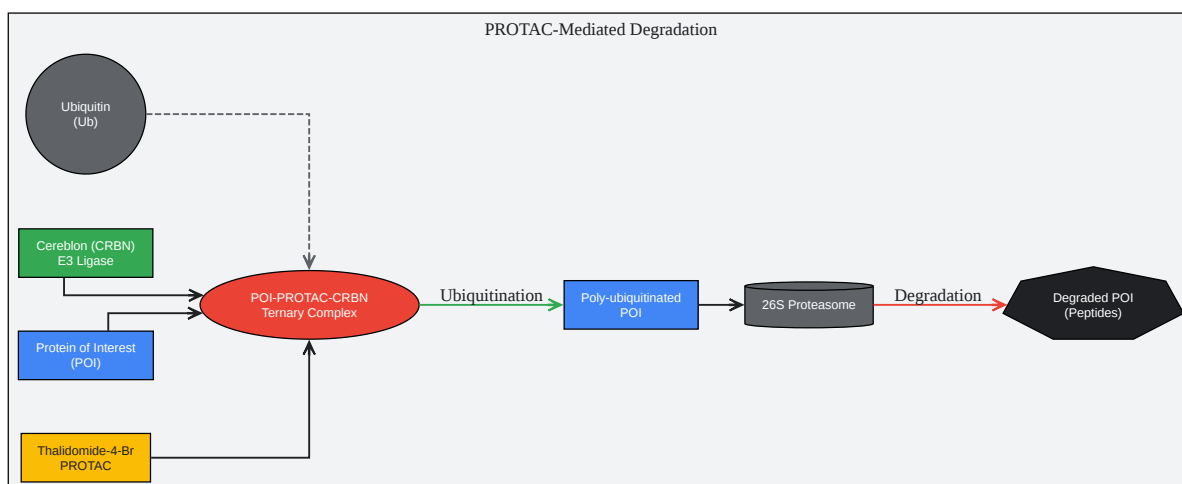 PROTAC-Mediated Degradation
Ubiquitin
(Ub)
Cereblon (CRBN)
E3 Ligase
Protein of Interest
(POI)
Thalidomide-4-Br
PROTAC
POI-PROTAC-CRBN
Ternary Complex
Ubiquitination
Poly-ubiquitinated
POI
26S Proteasome
Degradation
Degraded POI
(Peptides)